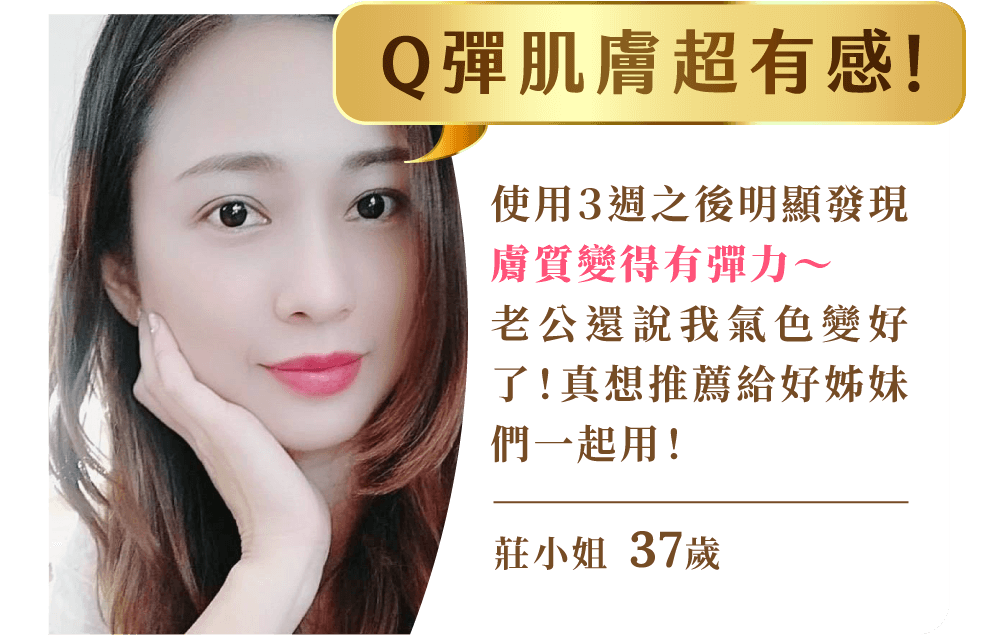 Q彈肌膚超有感!
使用3週之後明顯發現
膚質變得有彈力～
老公還說我氣色變好
了!真想推薦給好姊妹
們一起用!
莊小姐 37歲